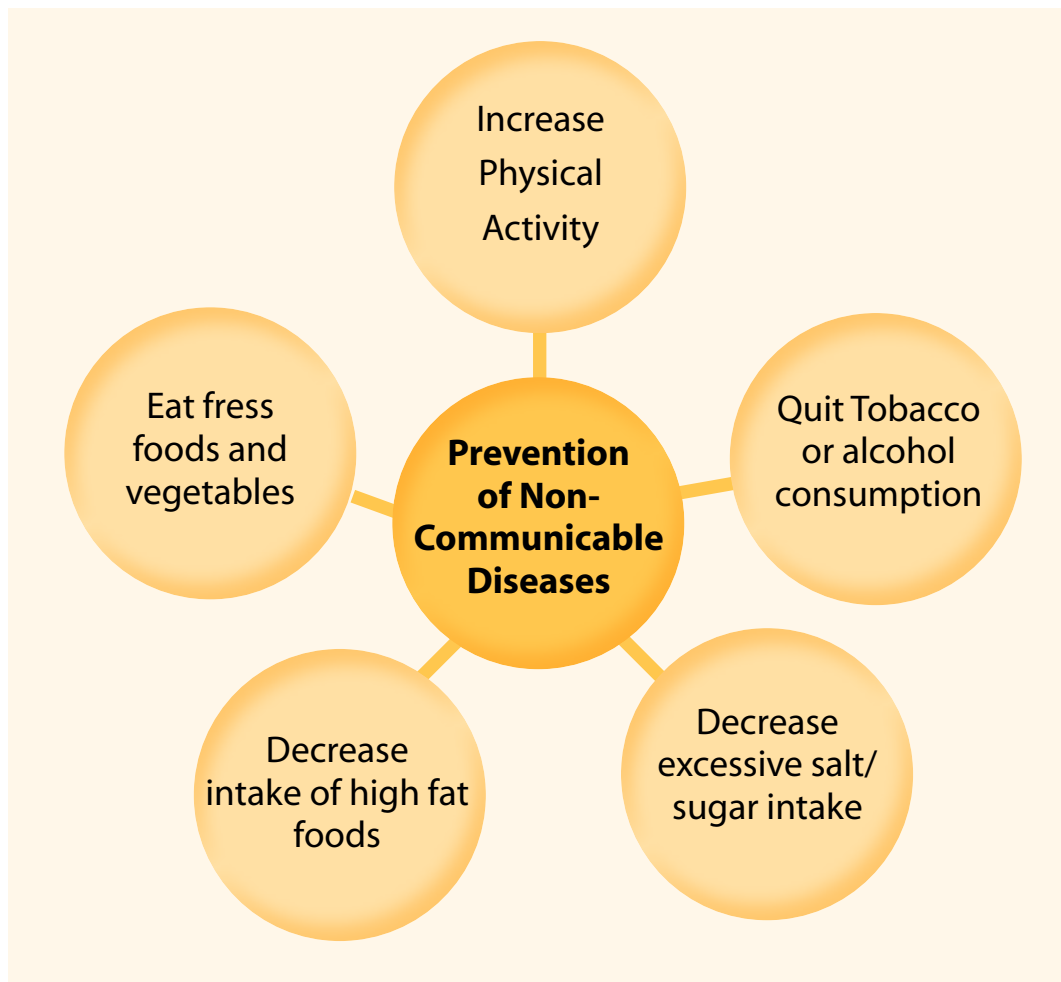 Increase
Physical
Activity
Eat fress
foods and
vegetables
Prevention
of Non-
Communicable
Diseases
Quit Tobacco
or alcohol
consumption
Decrease
intake of high fat
foods
Decrease
excessive salt/
sugar intake